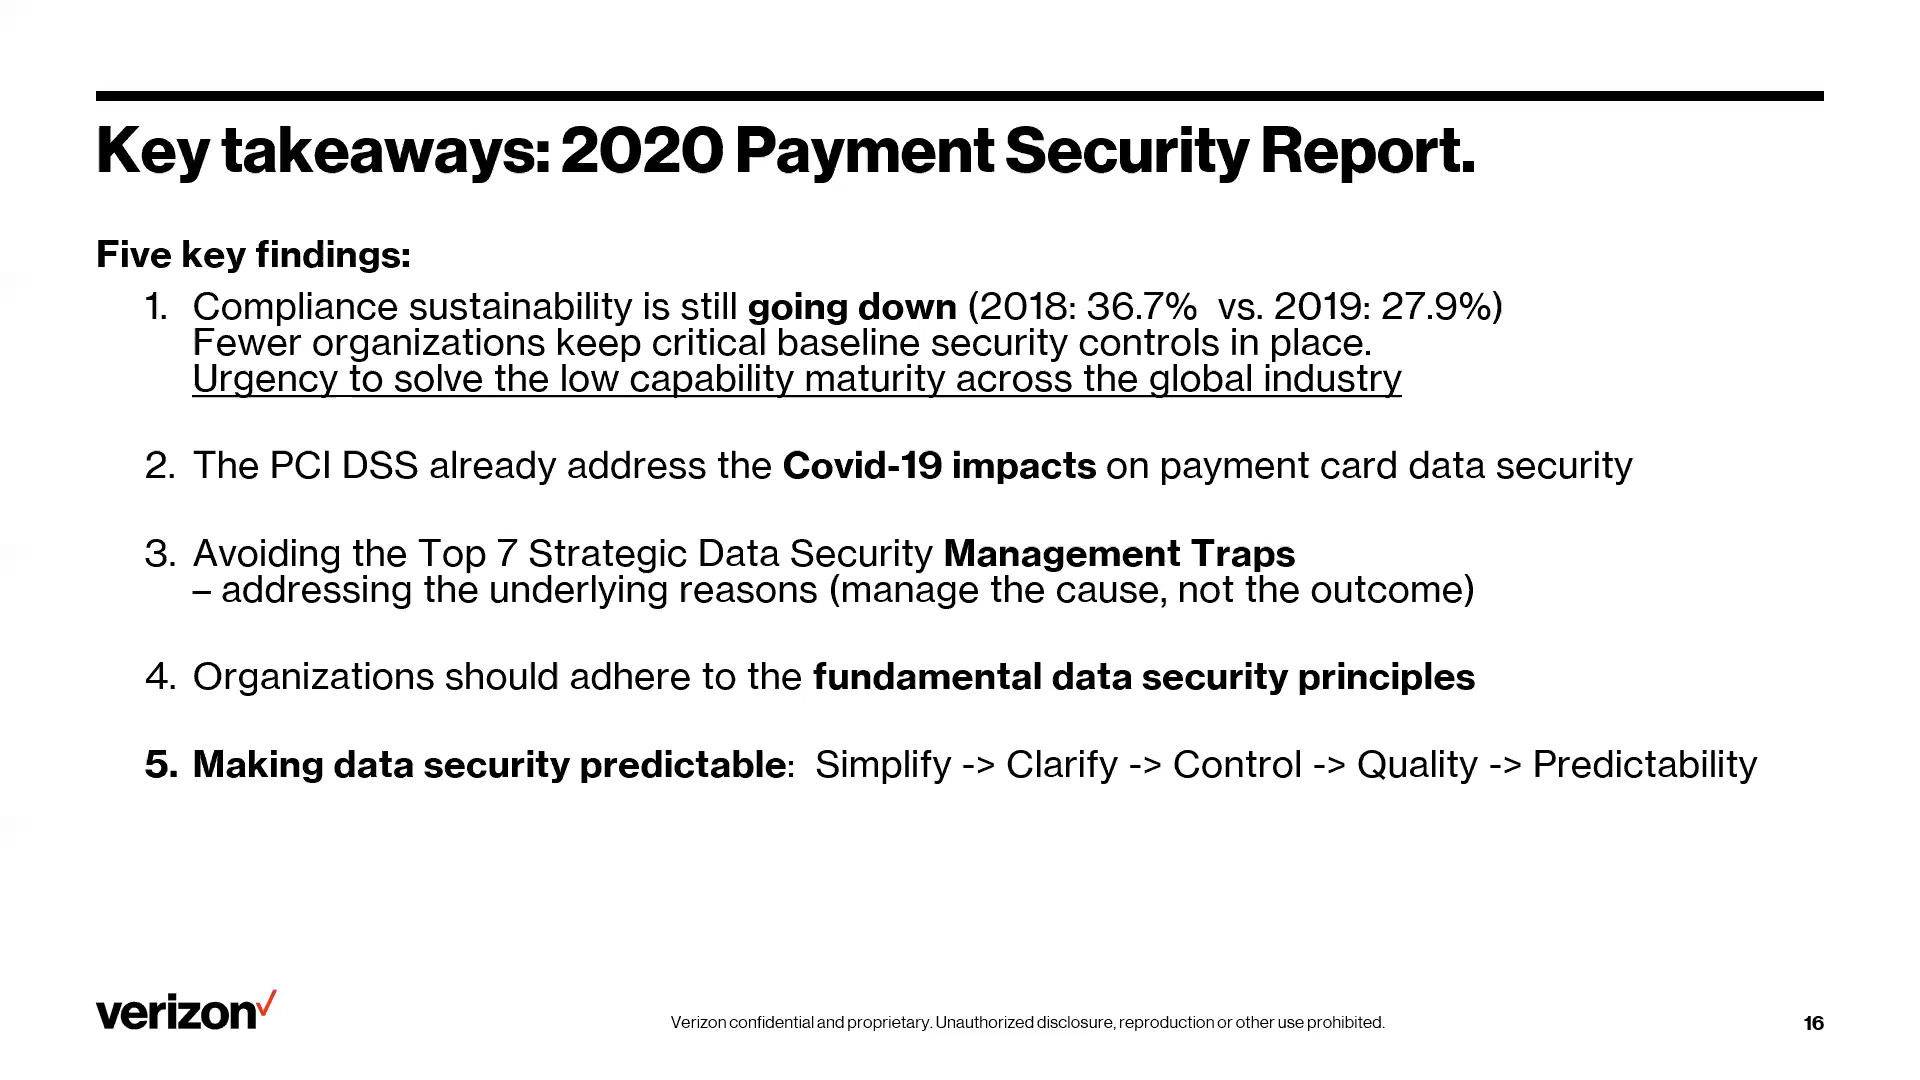 Key takeaways: 2020 Payment Security Report.
Five key findings:
1. Compliance sustainability is still going down (2018: 36.7%  vs. 2019: 27.9%)
Fewer organizations keep critical baseline security controls in place.
Urgency to solve the low capability maturity across the global industry
2. The PCI DSS already address the Covid-19 impacts on payment card data security
3. Avoiding the Top 7 Strategic Data Security Management Traps
– addressing the underlying reasons (manage the cause, not the outcome)
4. Organizations should adhere to the fundamental data security principles
5. Making data security predictable:  Simplify -> Clarify -> Control -> Quality -> Predictability
verizon✓
Verizon confidential and proprietary. Unauthorized disclosure, reproduction or other use prohibited.
16